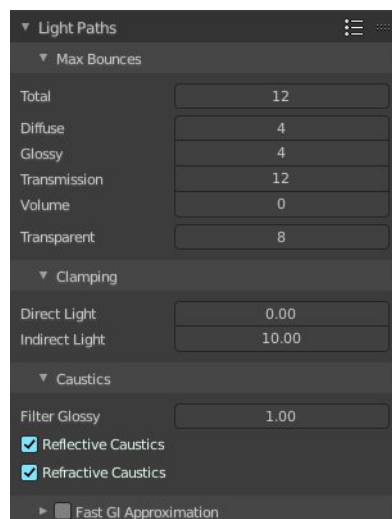 Light Paths
Max Bounces
Total 12
Diffuse 4
Glossy 4
Transmission 12
Volume 0
Transparent 8
Clamping
Direct Light 0.00
Indirect Light 10.00
Caustics
Filter Glossy 1.00
Reflective Caustics
Refractive Caustics
Fast GI Approximation